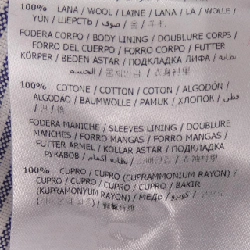 100% LANA / WOOL / LAINE / LANA / LÃ / WOLLE /
YUN / ШЕРСТЬ /
FODERA CORPO / BODY LINING / DOUBLURE CORPS /
FORRO DEL CUERPO / FORRO CORPO / FUTTER
KÖRPER / BEDEN ASTAR / ПОДКЛАДКА ЛИФА /
100% COTONE / COTTON / COTON / ALGODÓN /
ALGODÃO / BAUMWOLLE / PAMUK / ХЛОПОК /
FODERA MANICHE / SLEEVES LINING / DOUBLURE
MANCHES / FORRO MANGAS / FORRO MANGAS /
FUTTER ÄRMEL / KOLLAR ASTAR / ПОДКЛАДКА
РУКАВОВ /
100% CUPRO / CUPRO / CUPRO (CUPRAMMONIUM RAYON) /
CUPRO / CUPRO / CUPRO / CUPRO / BAKIR
(KUPRAMONYUM RAYON) /